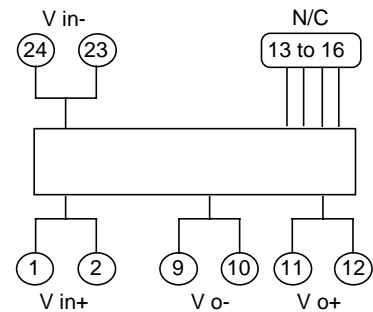 V in- N/C
24 23 13 to 16
1 2 9 10 11 12
V in+ V o- V o+